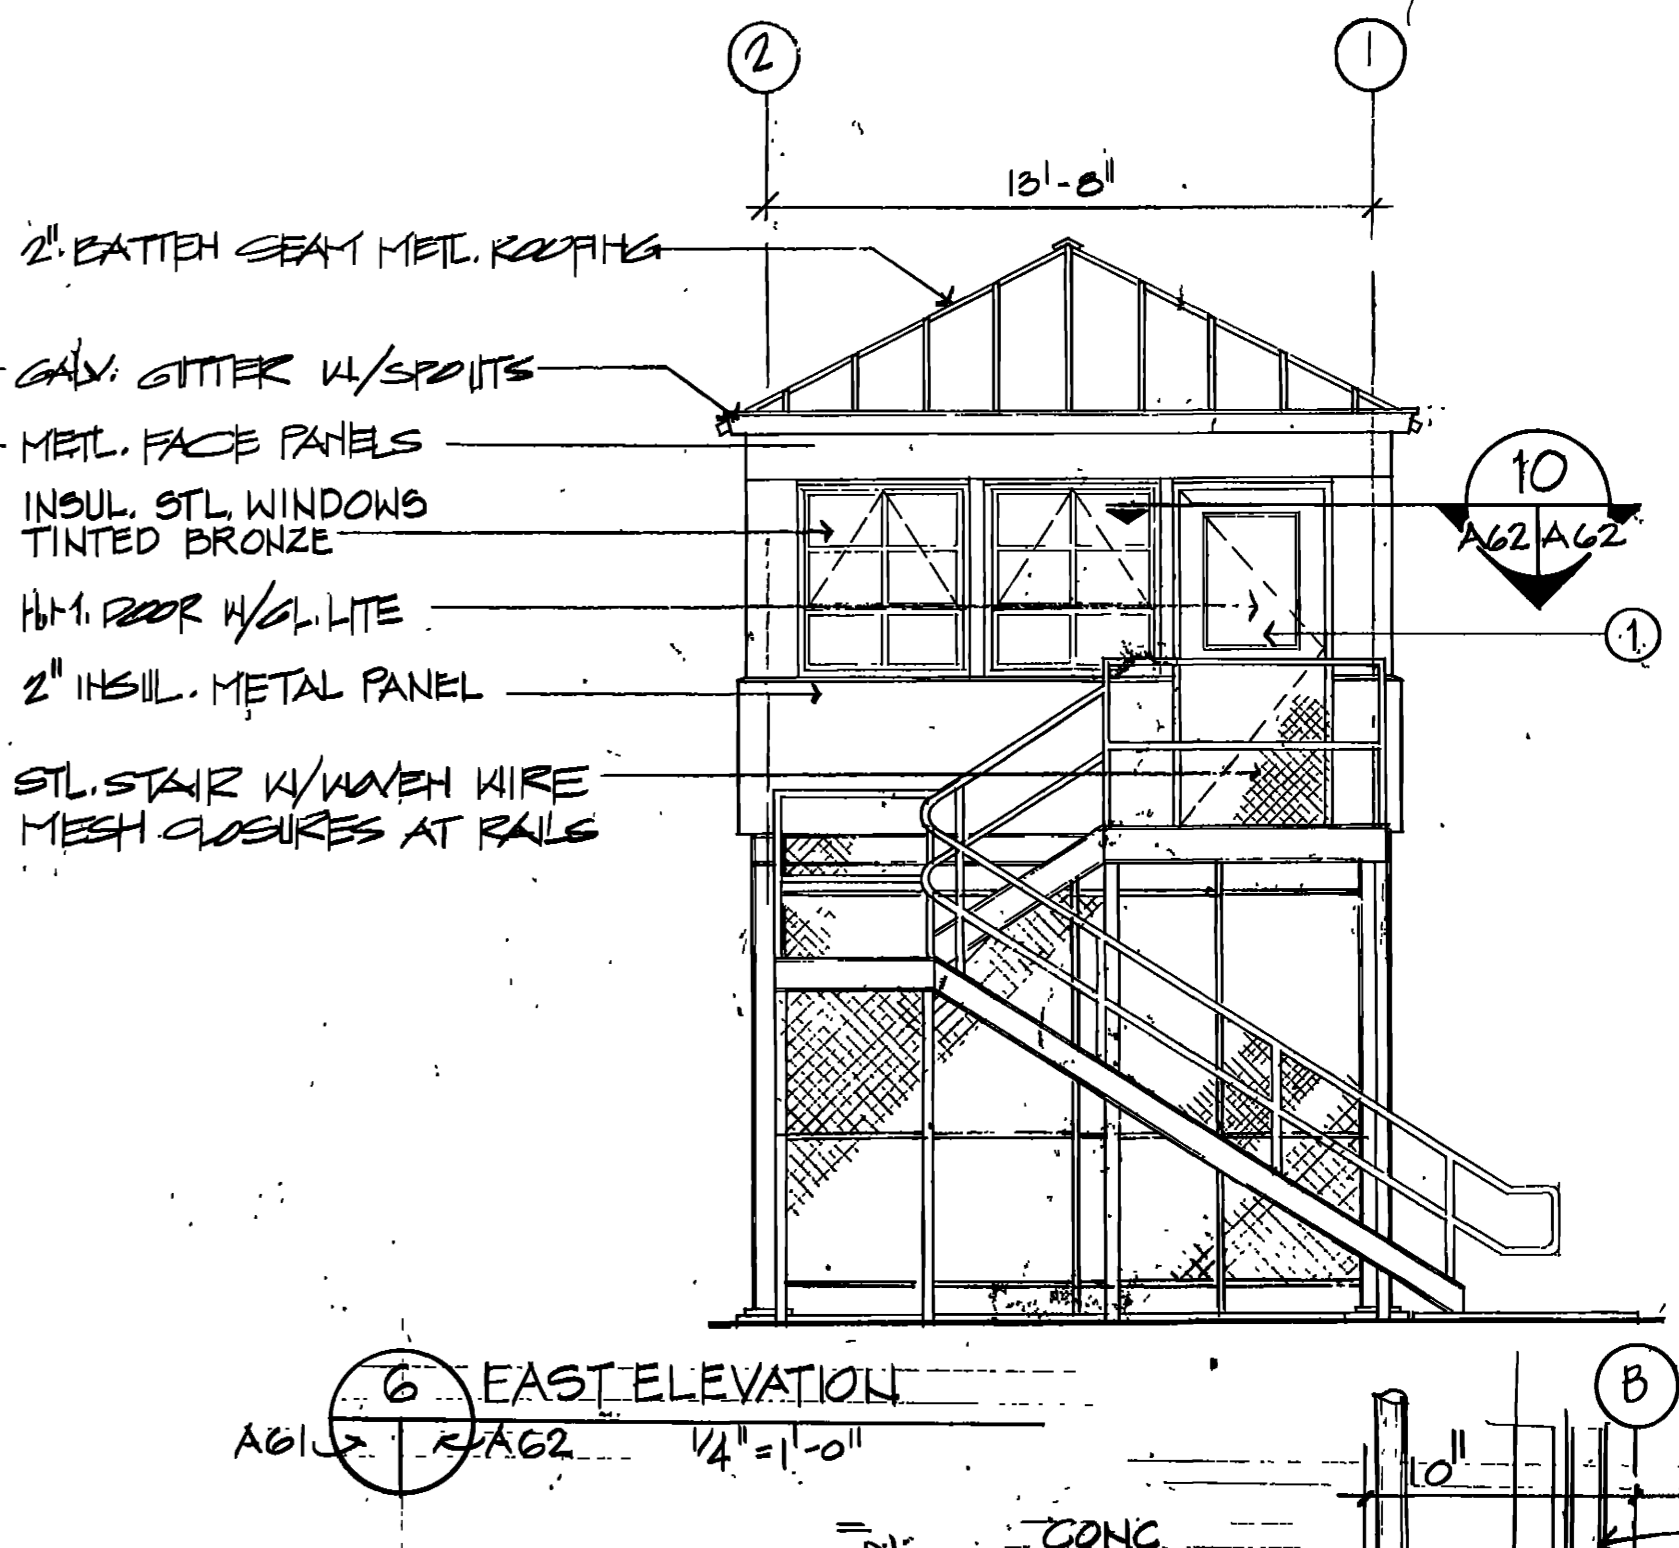 2
1
13'-8"
2" BATTEN SEAM METL. ROOFING
GALV. GUTTER W/SPOUTS
METL. FACE PANELS
10
INSUL. STL. WINDOWS
TINTED BRONZE
A62 A62
H.M. DOOR W/GL. LITE
1
2" INSUL. METAL PANEL
STL. STAIR W/WOVEN WIRE
MESH CLOSURES AT RAILS
6 EAST ELEVATION
A61 A62 1/4" = 1'-0"
B
10"
CONC